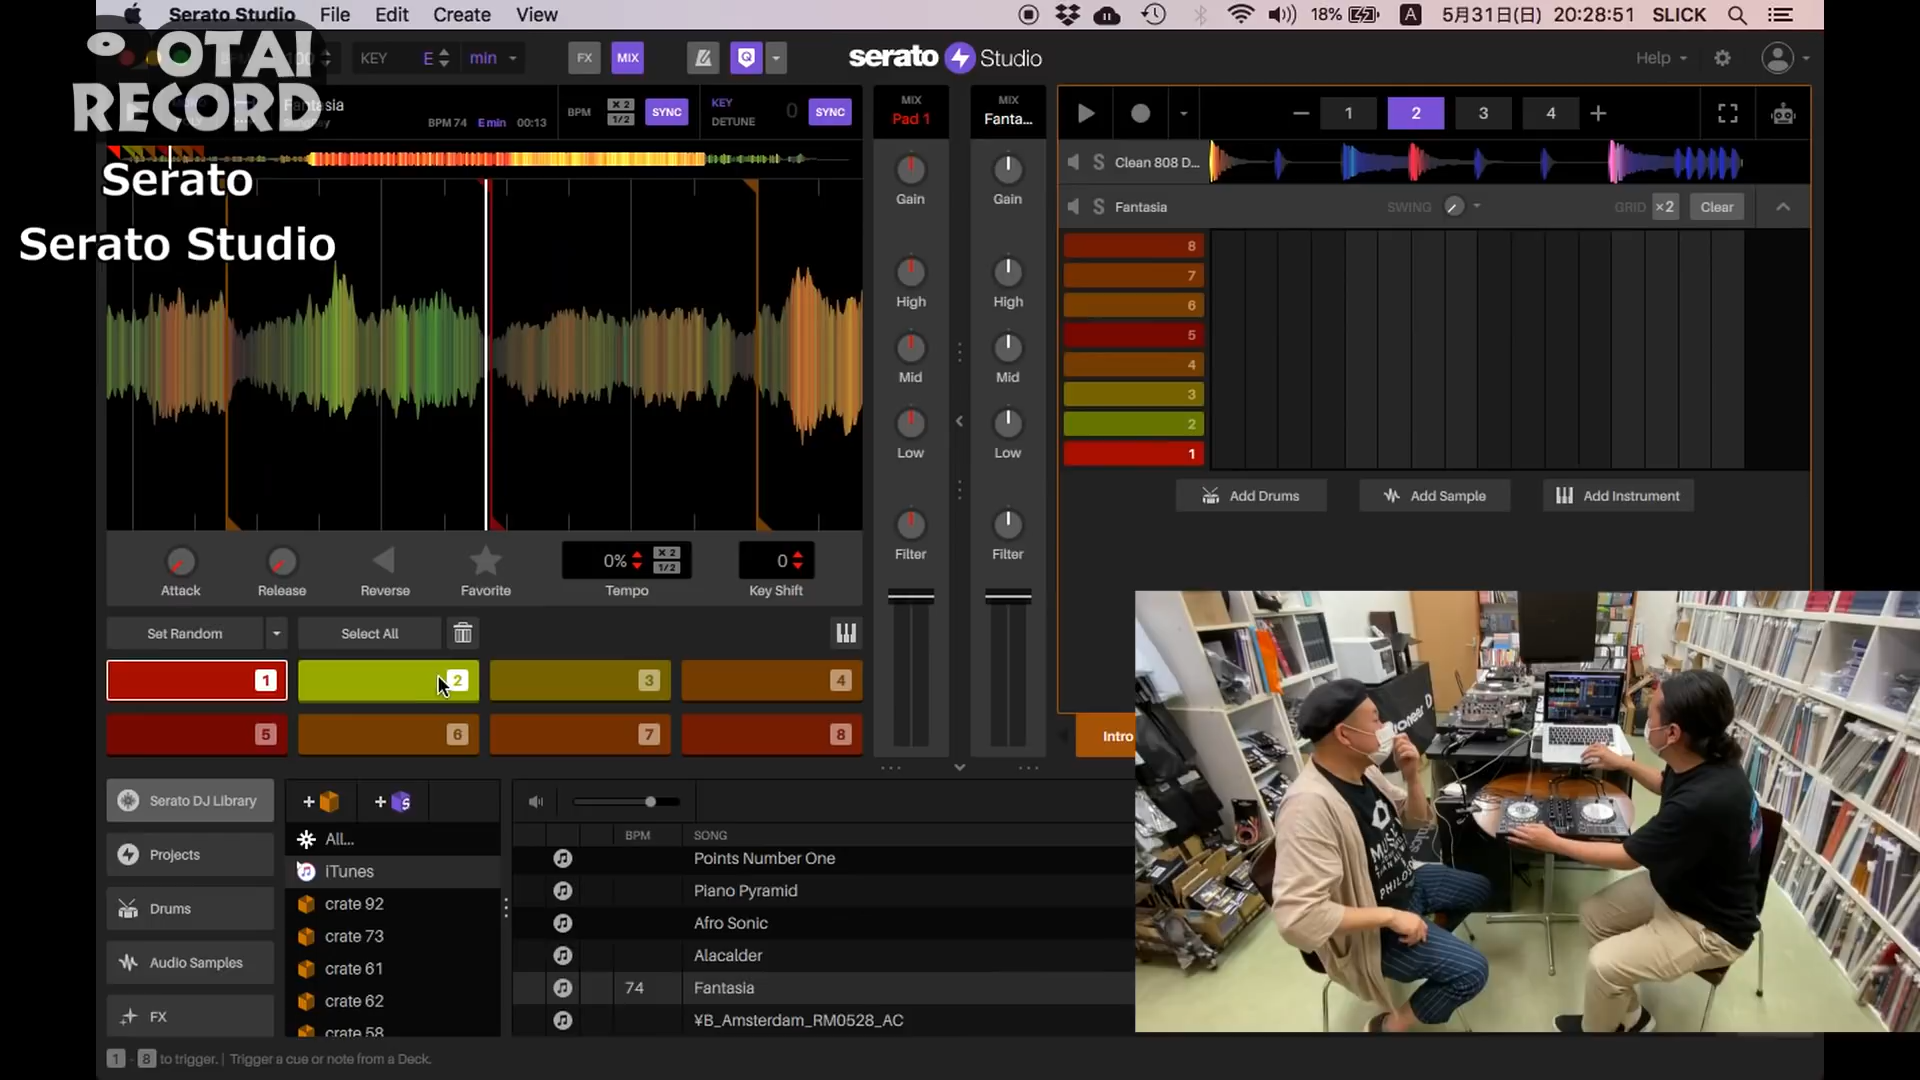 Serato Studio File Edit Create View
18% A 5月31日(日) 20:28:51 SLICK
OTAI
RECORD
Serato
Serato Studio
KEY E min FX MIX
serato Studio
Help
Fantasia
BPM 74 Emin 00:13
BPM x 2 1/2 SYNC
KEY
DETUNE 0 SYNC
MIX
Pad 1
Gain
High
Mid
Low
Filter
MIX
Fanta...
Gain
High
Mid
Low
Filter
1 2 3 4
S Clean 808 D...
S Fantasia SWING GRID x2 Clear
8
7
6
5
4
3
2
1
Add Drums Add Sample Add Instrument
Intro
Attack Release Reverse Favorite
0% x 2 1/2
Tempo
0
Key Shift
Set Random Select All
1 2 3 4
5 6 7 8
Serato DJ Library
Projects
Drums
Audio Samples
FX
All...
iTunes
crate 92
crate 73
crate 61
crate 62
crate 58
BPM SONG
Points Number One
Piano Pyramid
Afro Sonic
Alacalder
74 Fantasia
¥B_Amsterdam_RM0528_AC
1 - 8 to trigger. | Trigger a cue or note from a Deck.